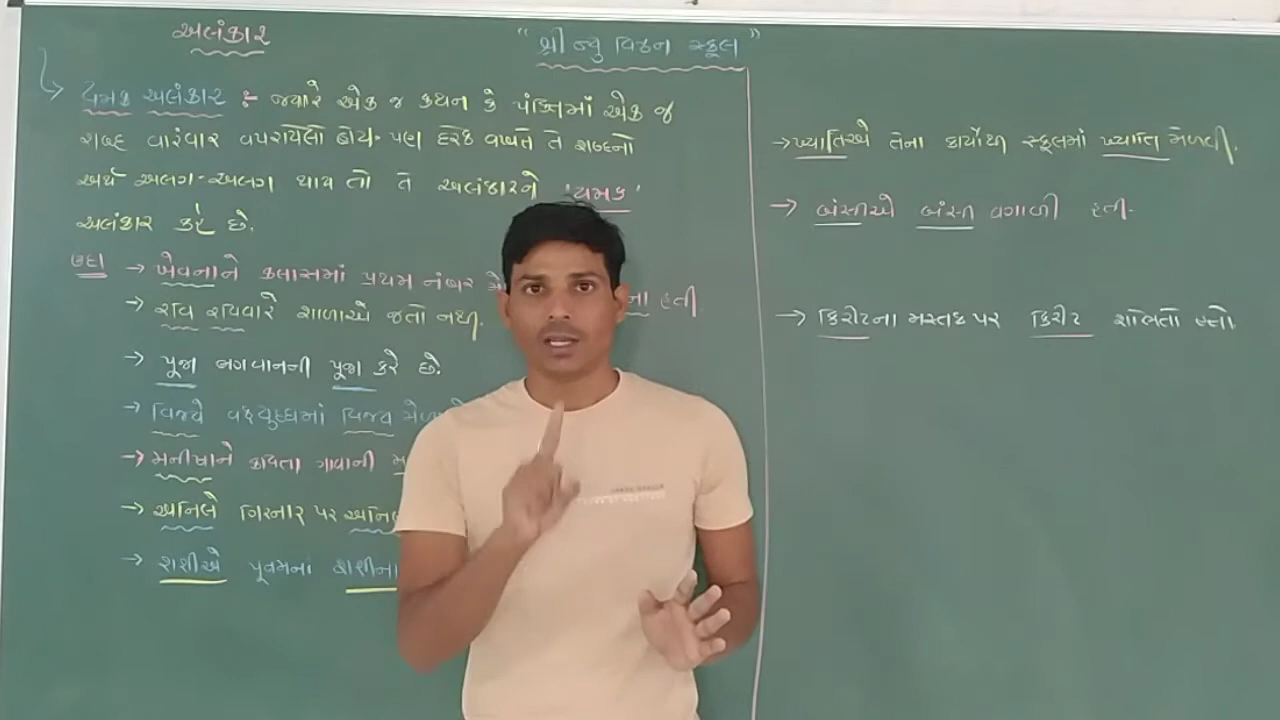 અલંકાર
"શ્રી ન્યુ વિઝન સ્કૂલ"
યમક અલંકાર :- જ્યારે એક જ કથન કે પંક્તિમાં એક જ
શબ્દ વારંવાર વપરાયેલો હોય પણ દરેક વખતે તે શબ્દનો
અર્થ અલગ-અલગ થાય તો તે અલંકારને 'યમક'
અલંકાર કહે છે.
ઉદા → ખેવનાને કલાસમાં પ્રથમ નંબર હતી
→ રવિ રવિવારે શાળાએ જતો નથી.
→ પૂજા ભગવાનની પૂજા કરે છે.
→ વિજયે વિજય
→ મનીષાને કવિતા ગાવાની
→ અનિલે ગિરનાર પર
→ શશીએ પૂનમનાં શશીના
→ ખ્યાતિએ તેના કાર્યોથી સ્કૂલમાં ખ્યાતિ મેળવી.
→ બંસીએ બંસી વગાળી હતી.
→ કિરીટના મસ્તક પર કિરીટ શોભતો હતો